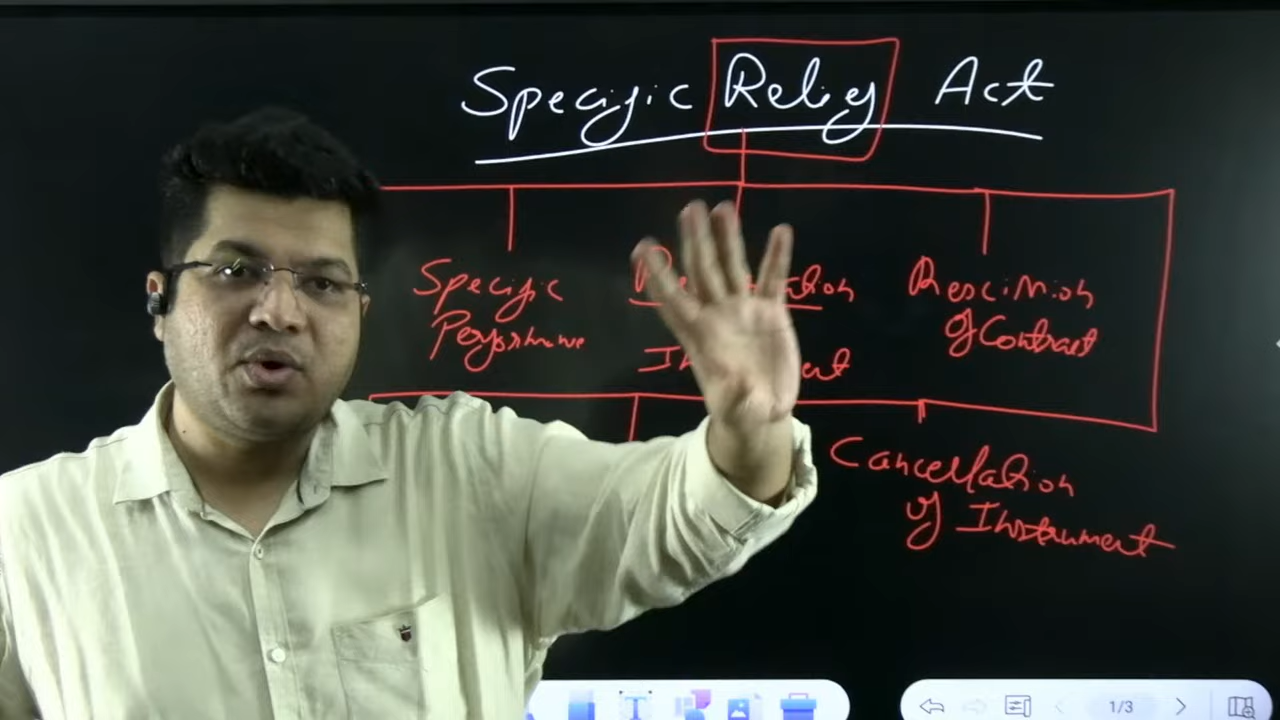 Specific Relief Act
Specific
Performance
Rescission
of Contract
Cancellation
of Instrument
1/3